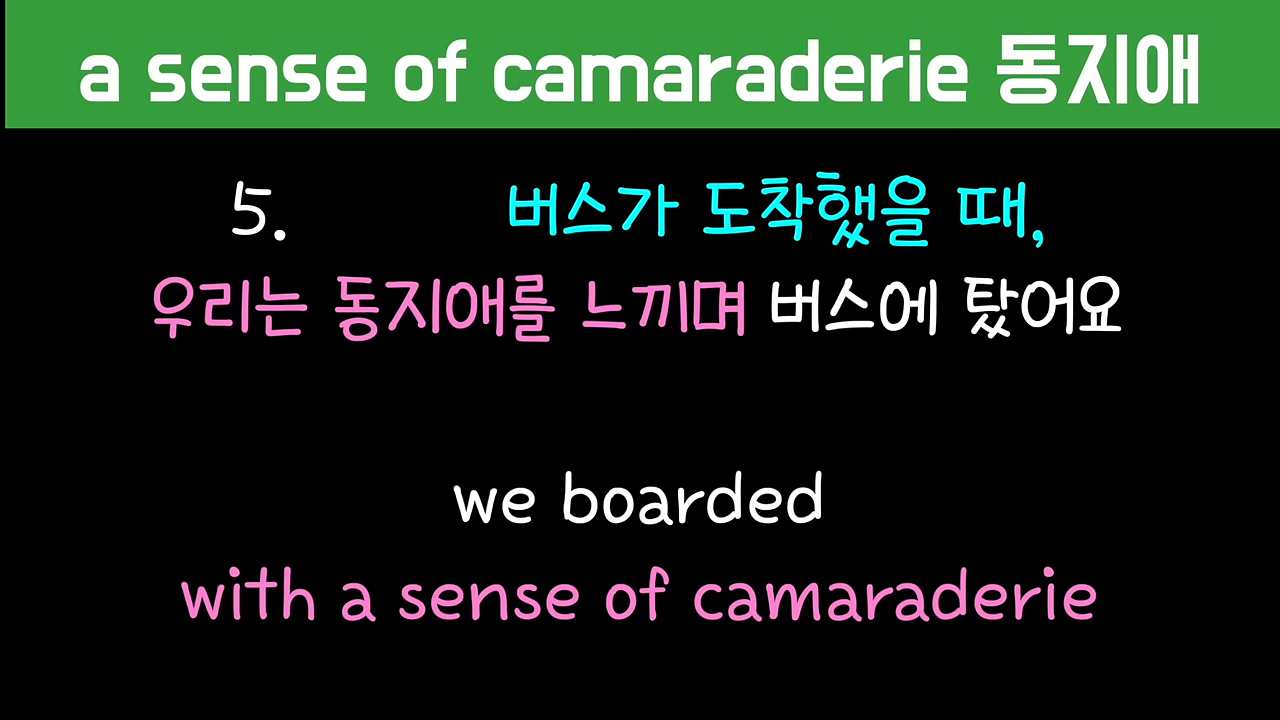 a sense of camaraderie 동지애
5. 버스가 도착했을 때,
우리는 동지애를 느끼며 버스에 탔어요
we boarded
with a sense of camaraderie